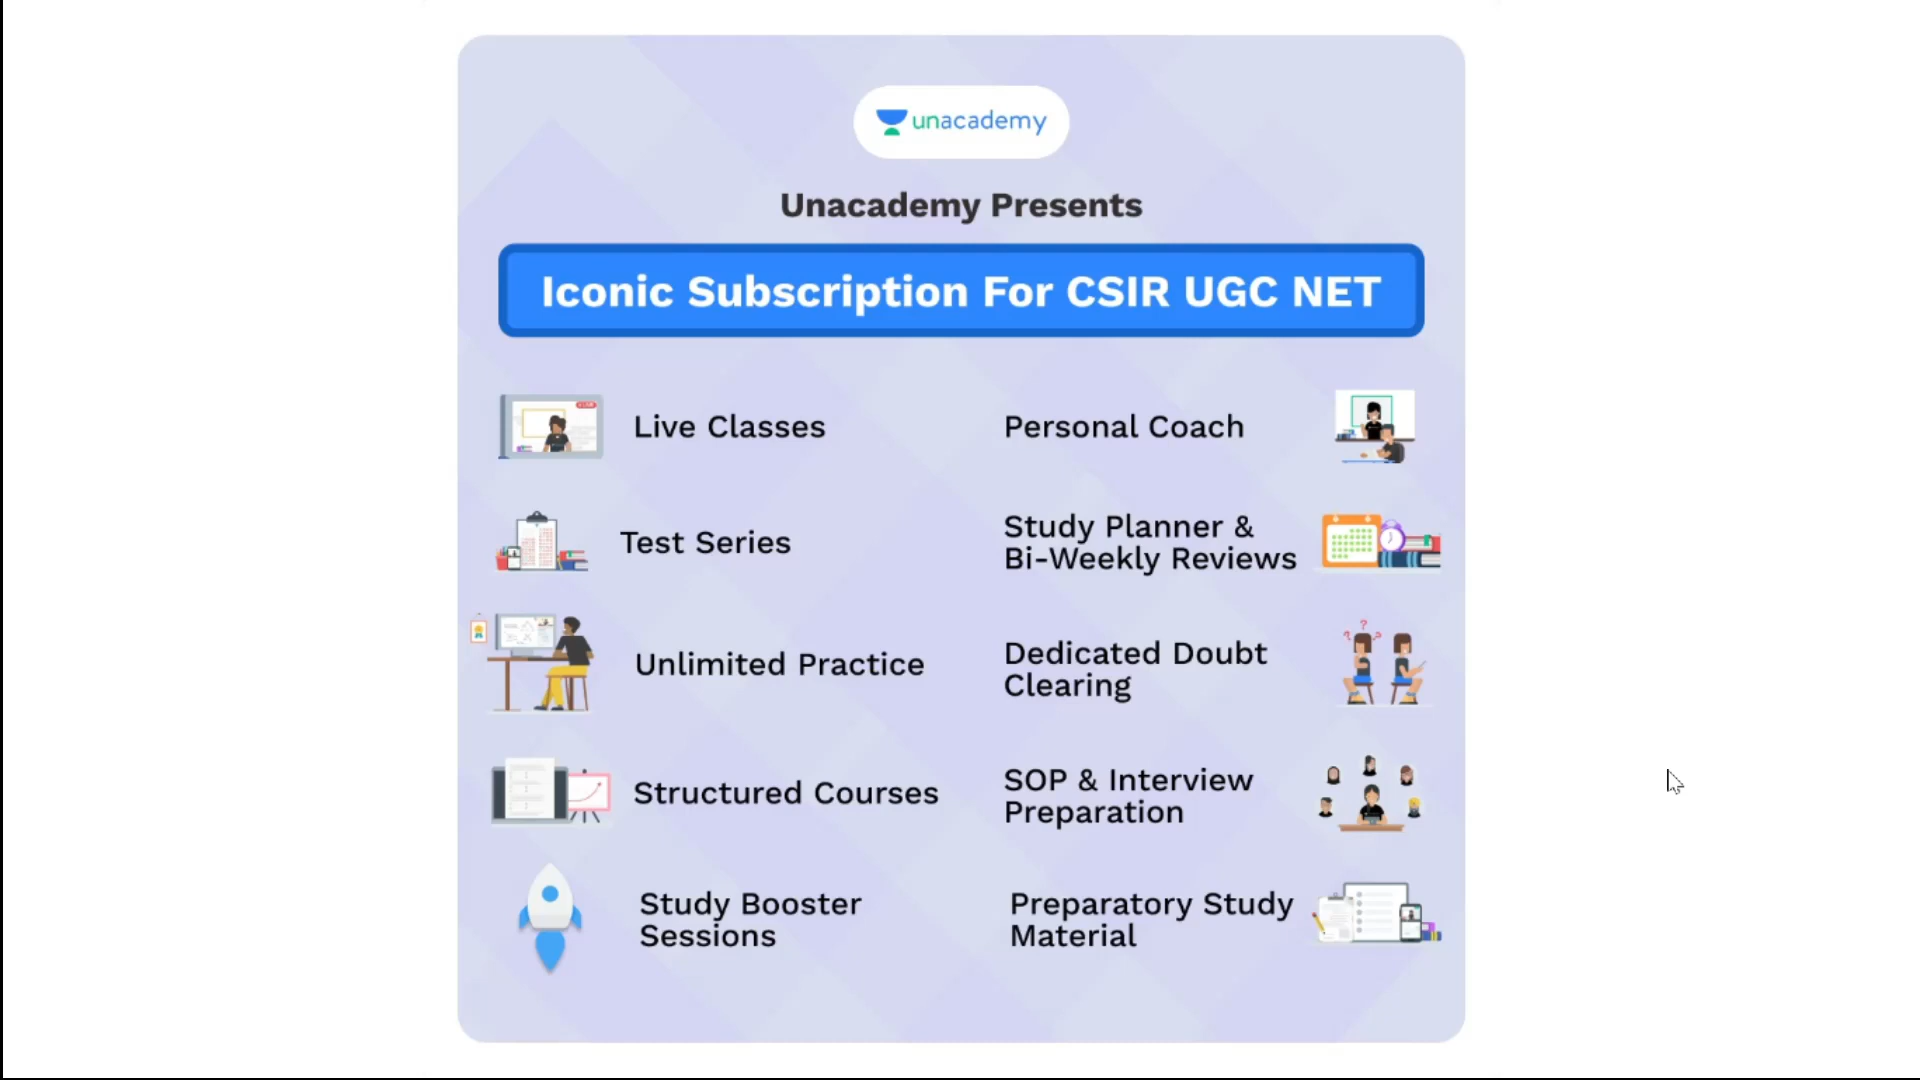 unacademy
Unacademy Presents
Iconic Subscription For CSIR UGC NET
Live Classes
Personal Coach
Test Series
Study Planner &
Bi-Weekly Reviews
Unlimited Practice
Dedicated Doubt
Clearing
Structured Courses
SOP & Interview
Preparation
Study Booster
Sessions
Preparatory Study
Material